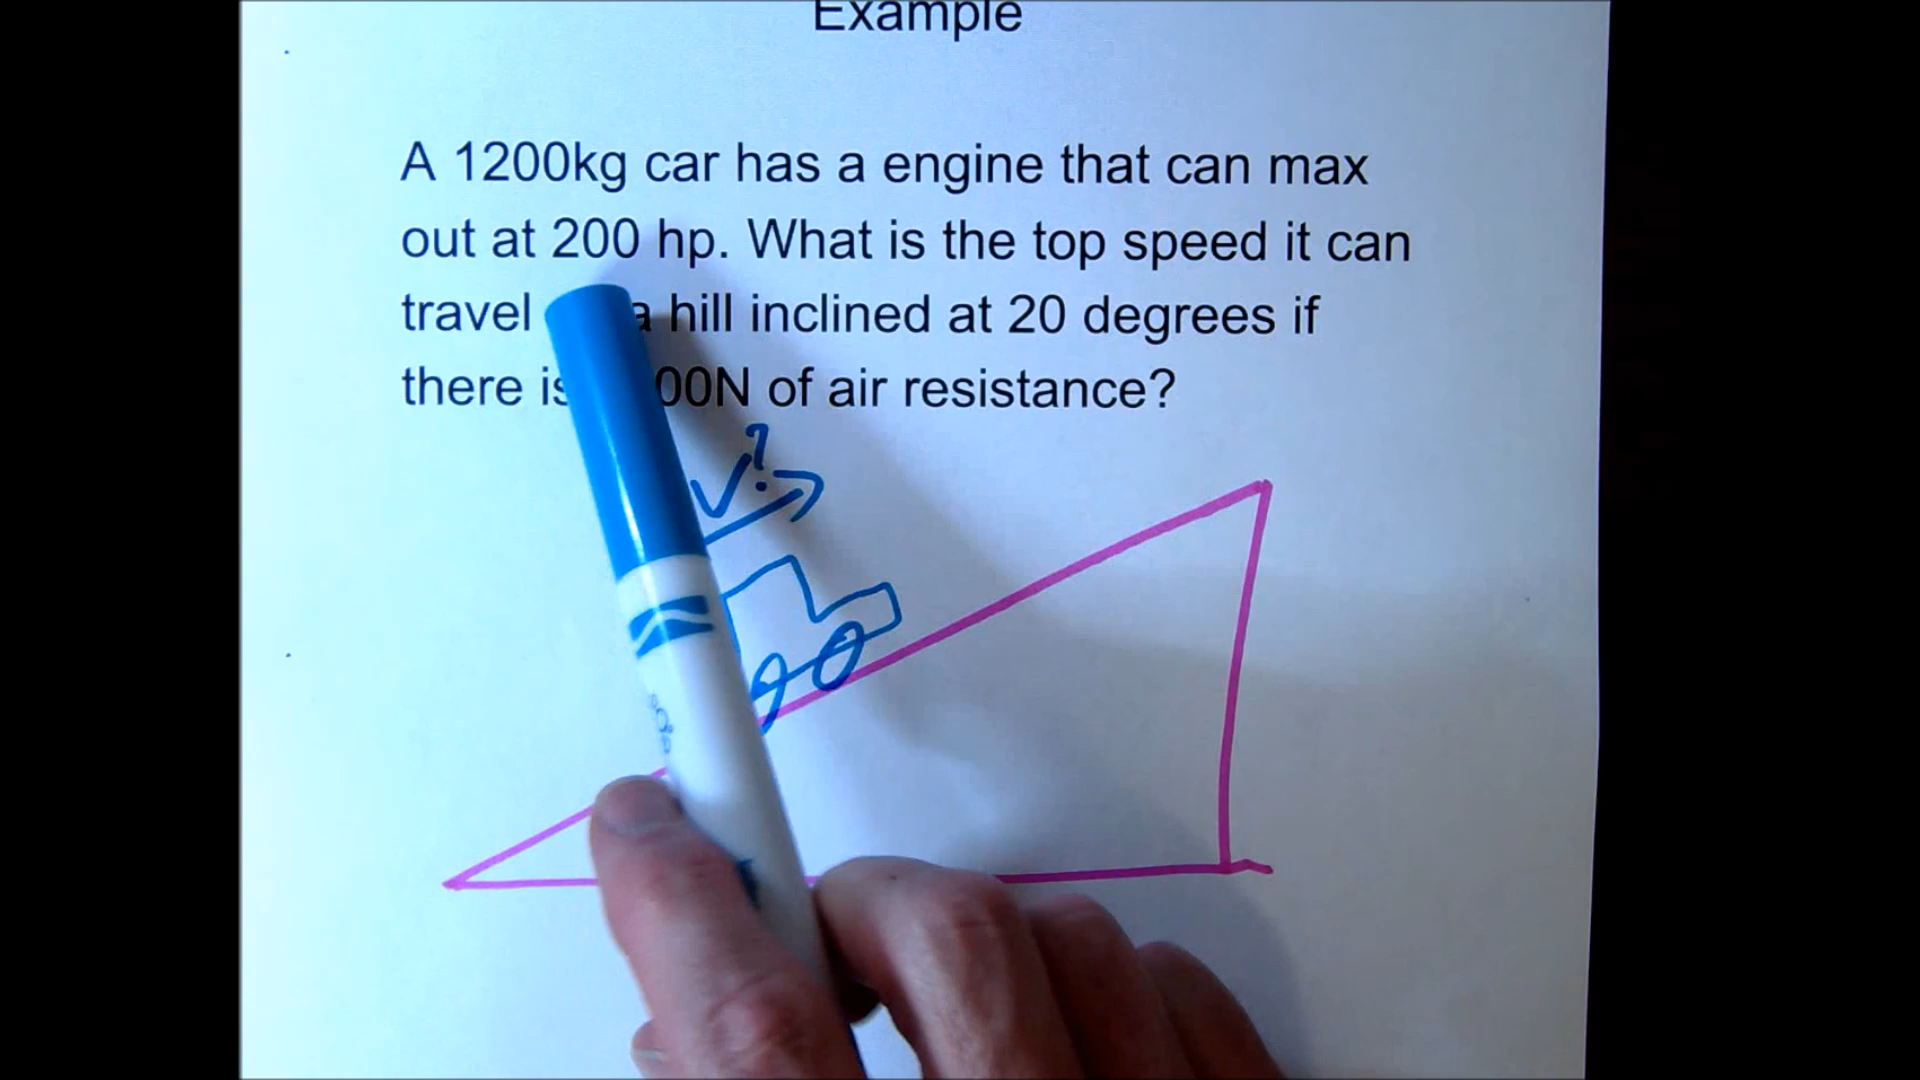 Example
A 1200kg car has a engine that can max
out at 200 hp. What is the top speed it can
travel a hill inclined at 20 degrees if
there is 00N of air resistance?
V?